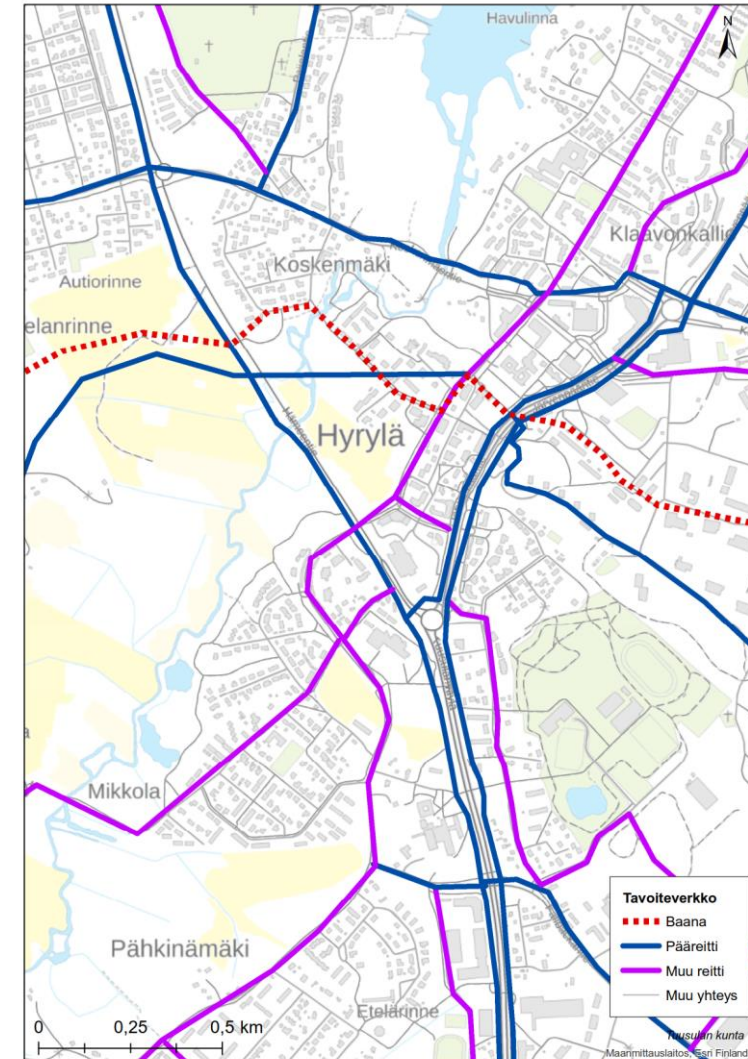 Havulinna
N
Klaavonkallio
Koskenmäki
Autiorinne
elanrinne
Hyrylä
Mikkola
Pähkinämäki
Etelärinne
Tavoiteverkko
Baana
Pääreitti
Muu reitti
Muu yhteys
0 0,25 0,5 km
Tuusulan kunta
Maanmittauslaitos, Esri Finland